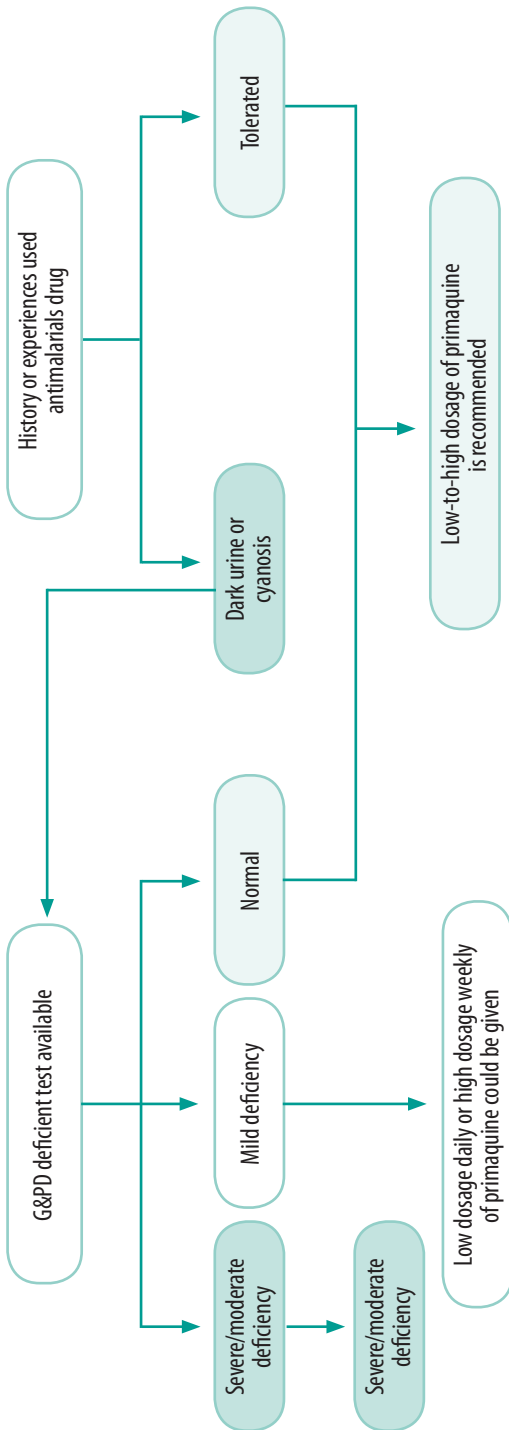 G&PD deficient test available
History or experiences used
antimalarials drug
Severe/moderate
deficiency
Mild deficiency
Normal
Dark urine or
cyanosis
Tolerated
Severe/moderate
deficiency
Low dosage daily or high dosage weekly
of primaquine could be given
Low-to-high dosage of primaquine
is recommended